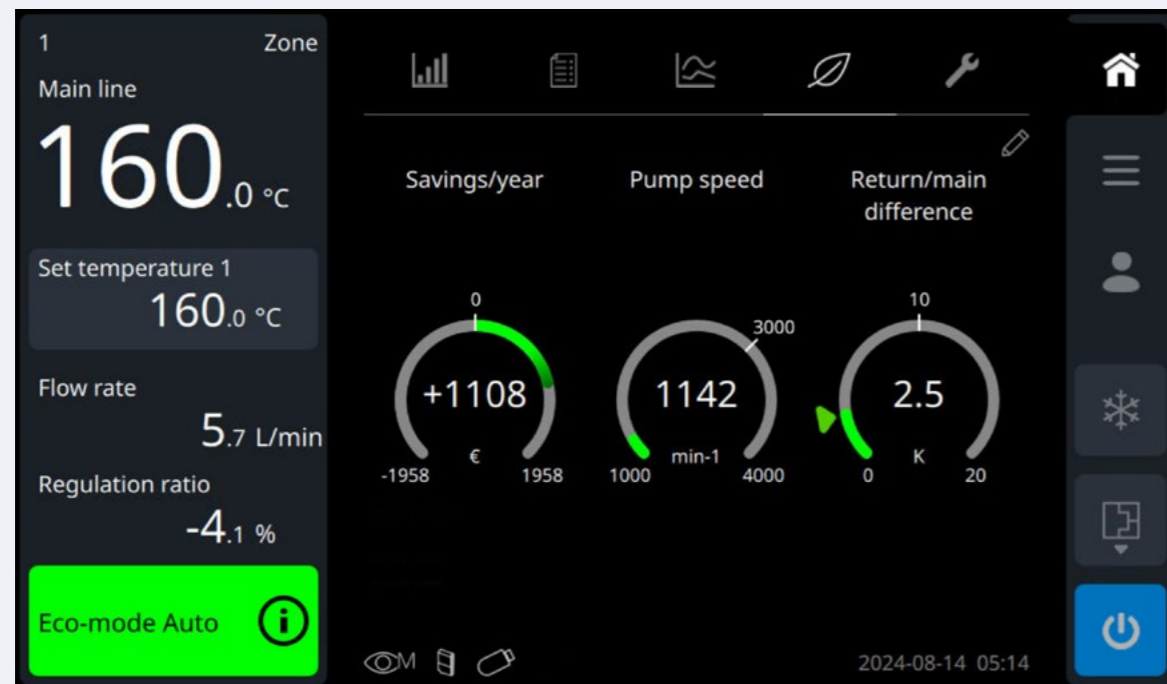 1 Zone
Main line
160.0 °C
Set temperature 1
160.0 °C
Flow rate
5.7 L/min
Regulation ratio
-4.1 %
Eco-mode Auto
Savings/year
0
+1108
€
-1958 1958
Pump speed
3000
1142
min-1
1000 4000
Return/main
difference
10
2.5
K
0 20
M
2024-08-14 05:14